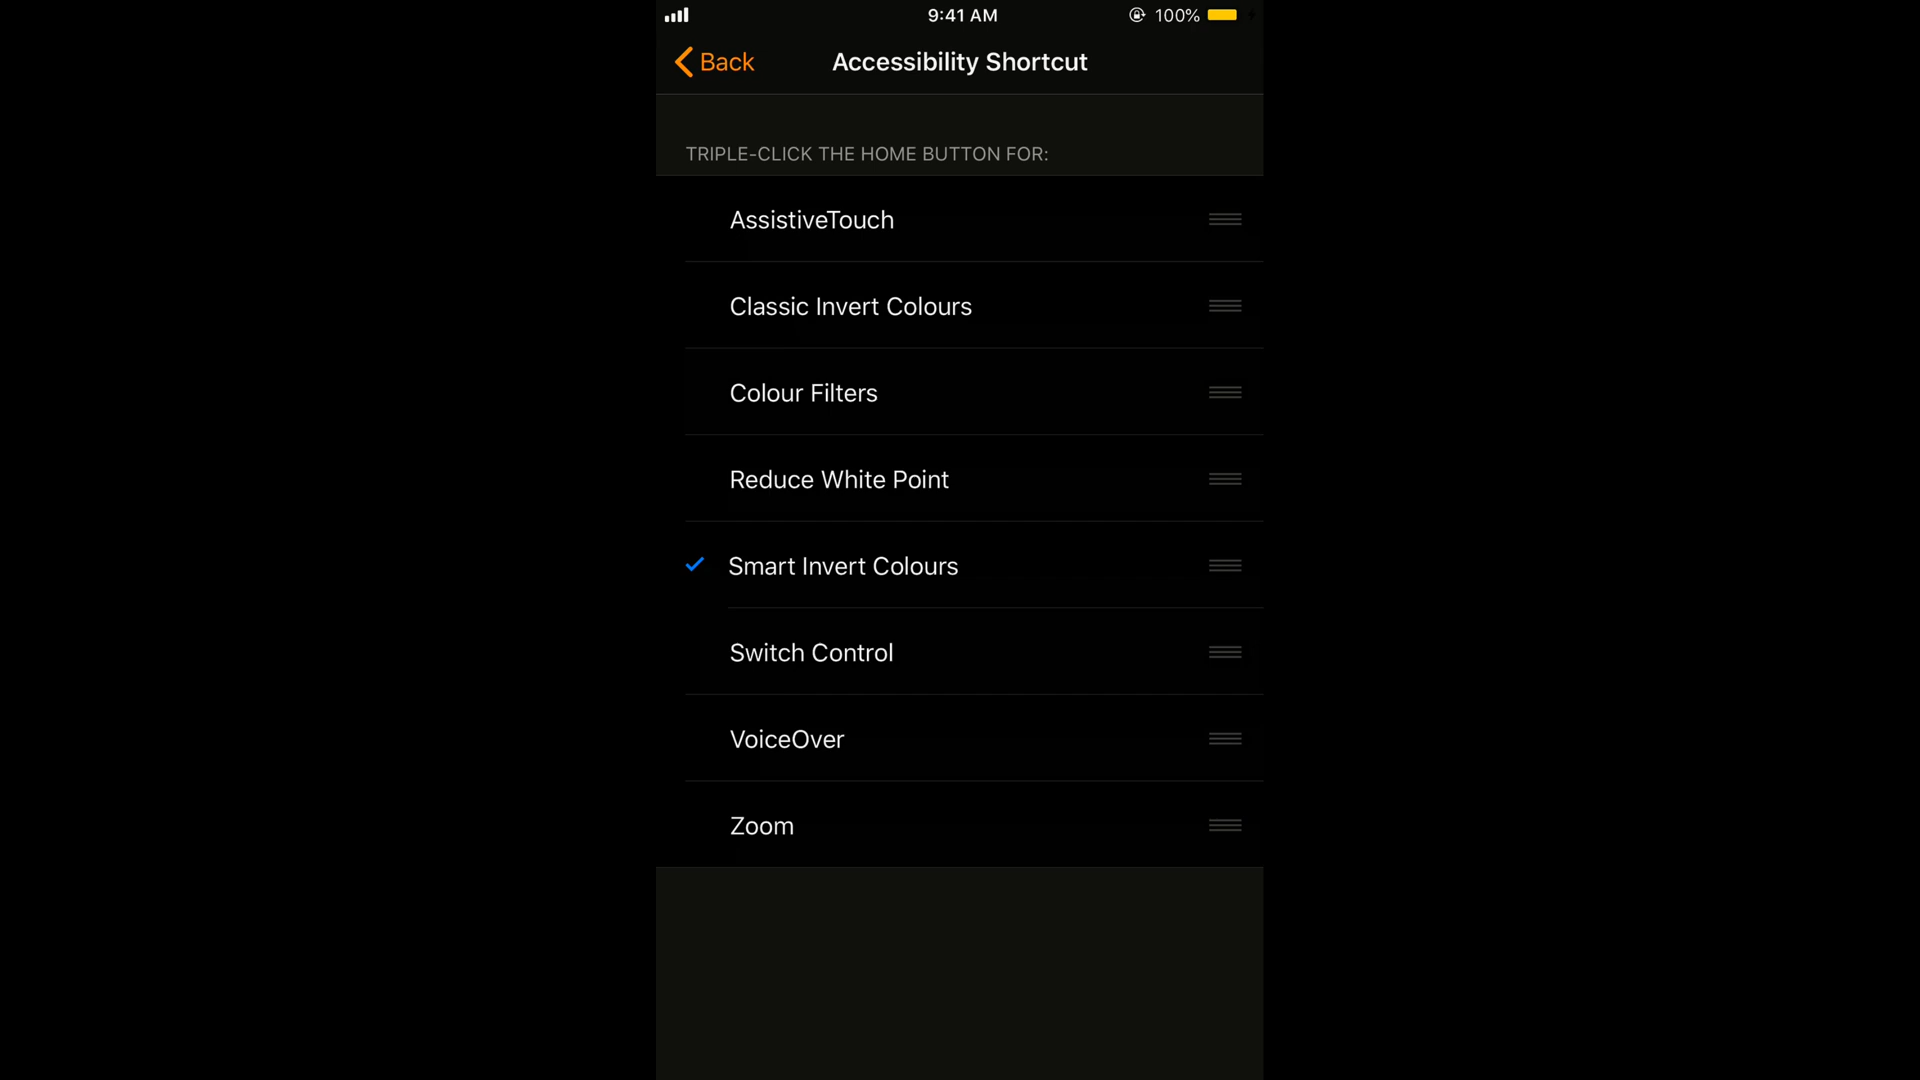 9:41 AM
100%
Back
Accessibility Shortcut
TRIPLE-CLICK THE HOME BUTTON FOR:
AssistiveTouch
Classic Invert Colours
Colour Filters
Reduce White Point
Smart Invert Colours
Switch Control
VoiceOver
Zoom